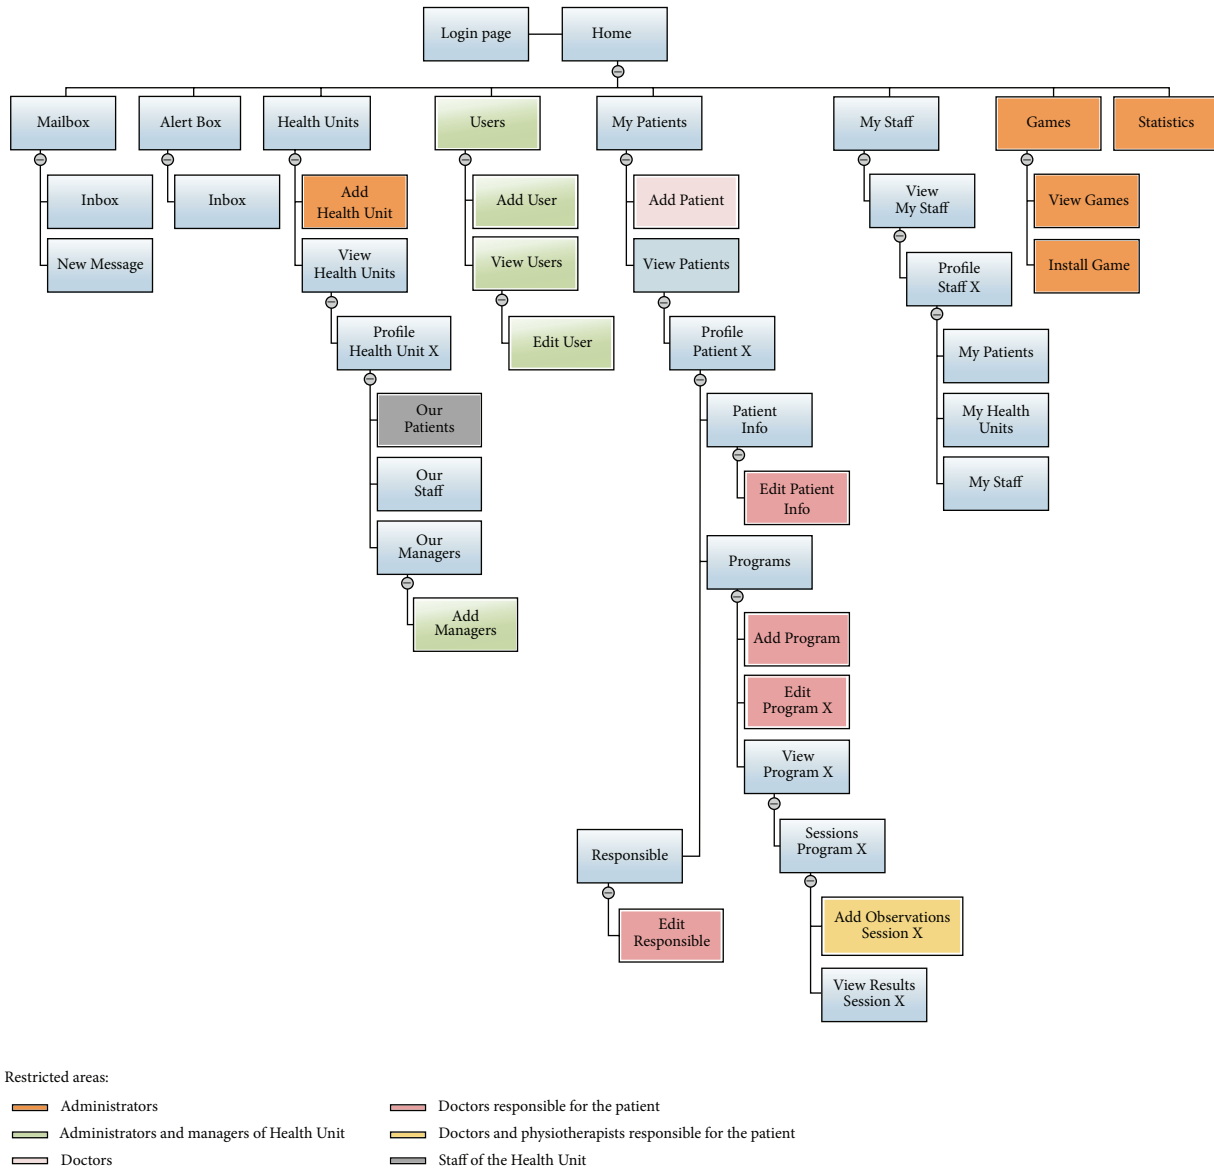 Login page
Home
Mailbox
Alert Box
Health Units
Users
My Patients
My Staff
Games
Statistics
Inbox
New Message
Inbox
Add
Health Unit
View
Health Units
Profile
Health Unit X
Our
Patients
Our
Staff
Our
Managers
Add
Managers
Add User
View Users
Edit User
Add Patient
View Patients
Profile
Patient X
Patient
Info
Edit Patient
Info
Programs
Add Program
Edit
Program X
View
Program X
Sessions
Program X
Add Observations
Session X
View Results
Session X
Responsible
Edit
Responsible
View
My Staff
Profile
Staff X
My Patients
My Health
Units
My Staff
View Games
Install Game
Restricted areas:
Administrators
Administrators and managers of Health Unit
Doctors
Doctors responsible for the patient
Doctors and physiotherapists responsible for the patient
Staff of the Health Unit